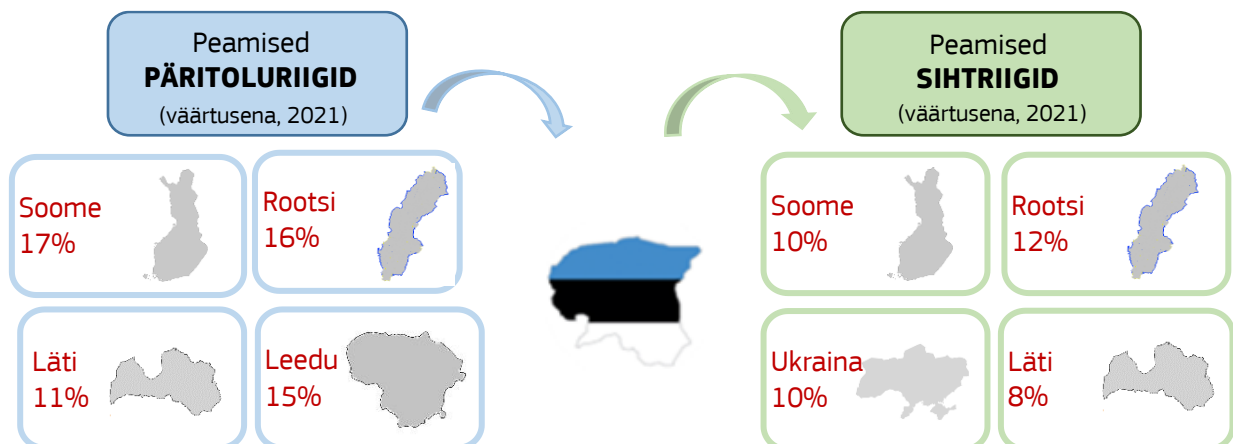 Peamised
PÄRITOLURIIGID
(väärtusena, 2021)
Peamised
SIHTRIIGID
(väärtusena, 2021)
Soome
17%
Rootsi
16%
Läti
11%
Leedu
15%
Soome
10%
Rootsi
12%
Ukraina
10%
Läti
8%